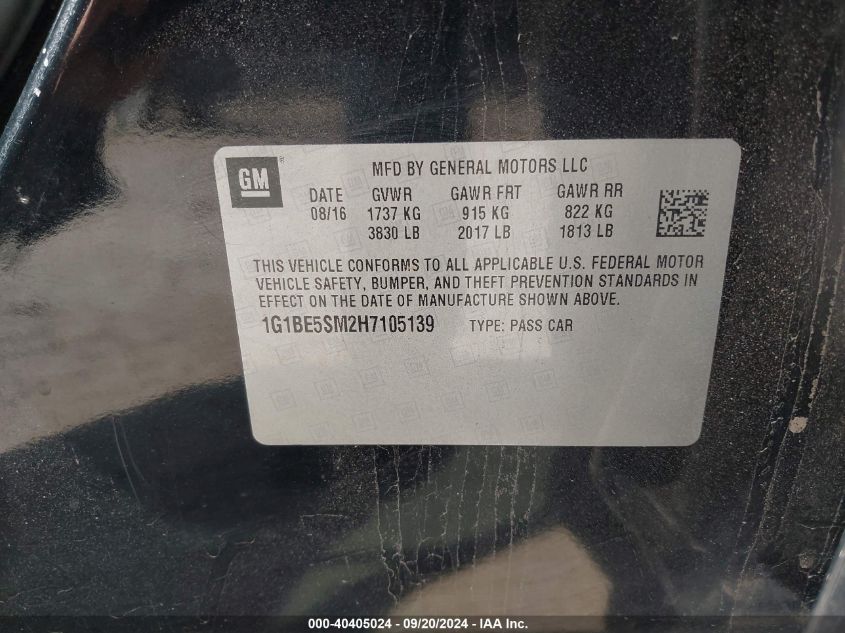 GM ®
MFD BY GENERAL MOTORS LLC
DATE GVWR GAWR FRT GAWR RR
08/16 1737 KG 915 KG 822 KG
3830 LB 2017 LB 1813 LB
THIS VEHICLE CONFORMS TO ALL APPLICABLE U.S. FEDERAL MOTOR
VEHICLE SAFETY, BUMPER, AND THEFT PREVENTION STANDARDS IN
EFFECT ON THE DATE OF MANUFACTURE SHOWN ABOVE.
1G1BE5SM2H7105139 TYPE: PASS CAR
000-40405024 - 09/20/2024 - IAA Inc.